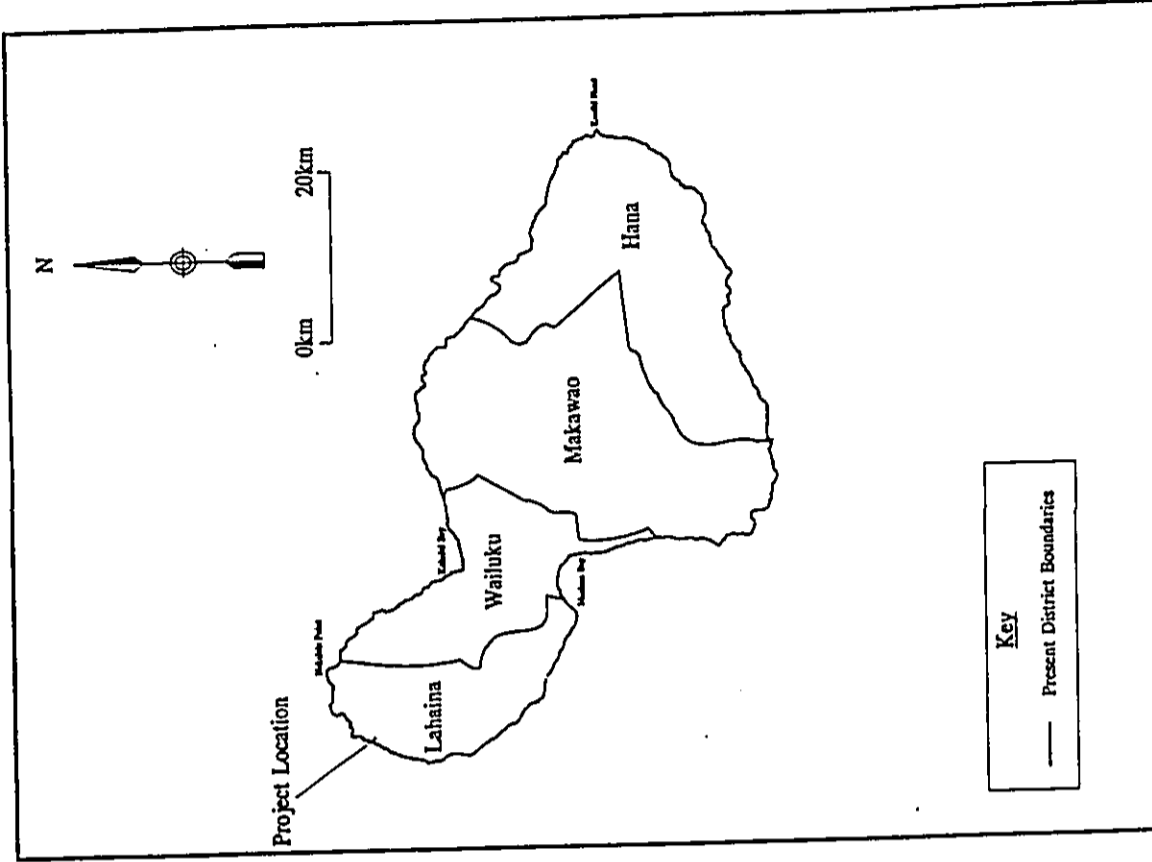 N
0km
20km
Project Location
Lahaina
Wailuku
Makawao
Hana
Key
Present District Boundaries